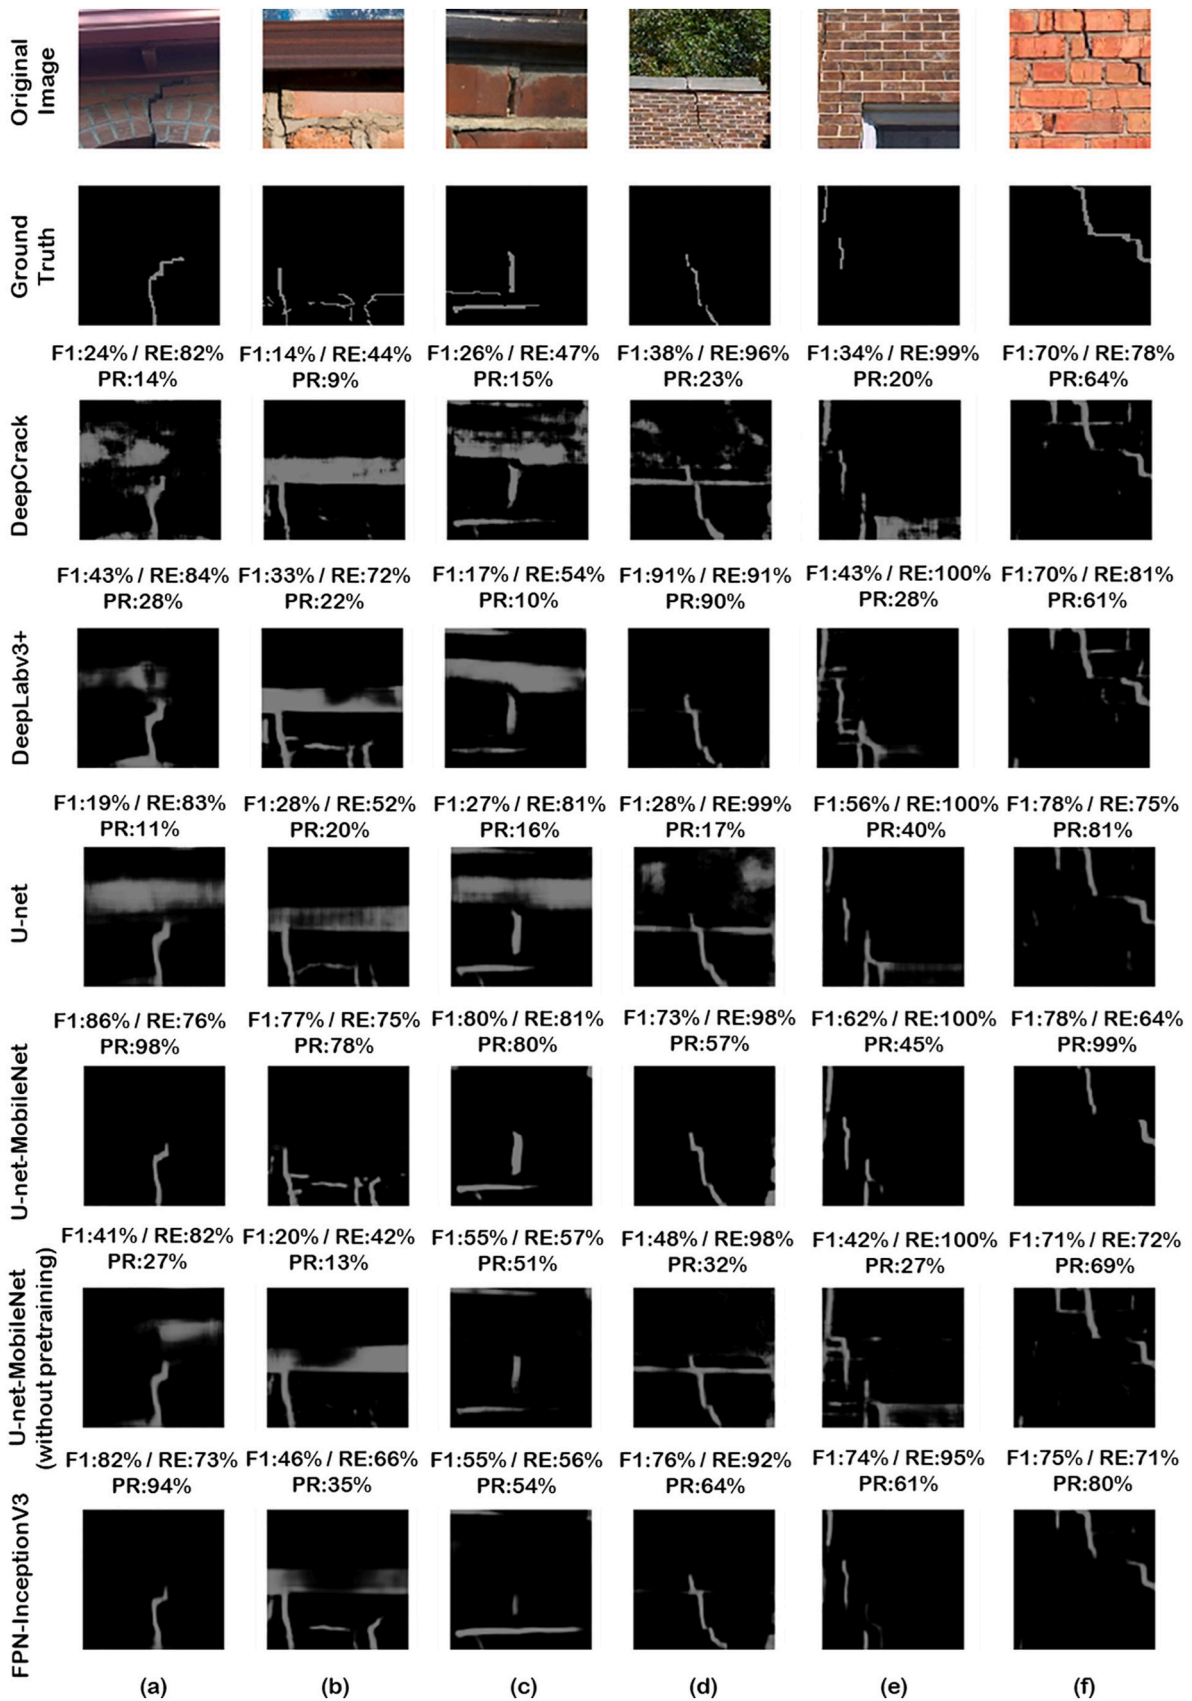 Original
Image
Ground
Truth
F1:24% / RE:82%
PR:14%
F1:14% / RE:44%
PR:9%
F1:26% / RE:47%
PR:15%
F1:38% / RE:96%
PR:23%
F1:34% / RE:99%
PR:20%
F1:70% / RE:78%
PR:64%
DeepCrack
F1:43% / RE:84%
PR:28%
F1:33% / RE:72%
PR:22%
F1:17% / RE:54%
PR:10%
F1:91% / RE:91%
PR:90%
F1:43% / RE:100%
PR:28%
F1:70% / RE:81%
PR:61%
DeepLabv3+
F1:19% / RE:83%
PR:11%
F1:28% / RE:52%
PR:20%
F1:27% / RE:81%
PR:16%
F1:28% / RE:99%
PR:17%
F1:56% / RE:100%
PR:40%
F1:78% / RE:75%
PR:81%
U-net
F1:86% / RE:76%
PR:98%
F1:77% / RE:75%
PR:78%
F1:80% / RE:81%
PR:80%
F1:73% / RE:98%
PR:57%
F1:62% / RE:100%
PR:45%
F1:78% / RE:64%
PR:99%
U-net-MobileNet
F1:41% / RE:82%
PR:27%
F1:20% / RE:42%
PR:13%
F1:55% / RE:57%
PR:51%
F1:48% / RE:98%
PR:32%
F1:42% / RE:100%
PR:27%
F1:71% / RE:72%
PR:69%
U-net-MobileNet
(without pretraining)
F1:82% / RE:73%
PR:94%
F1:46% / RE:66%
PR:35%
F1:55% / RE:56%
PR:54%
F1:76% / RE:92%
PR:64%
F1:74% / RE:95%
PR:61%
F1:75% / RE:71%
PR:80%
FPN-InceptionV3
(a)
(b)
(c)
(d)
(e)
(f)